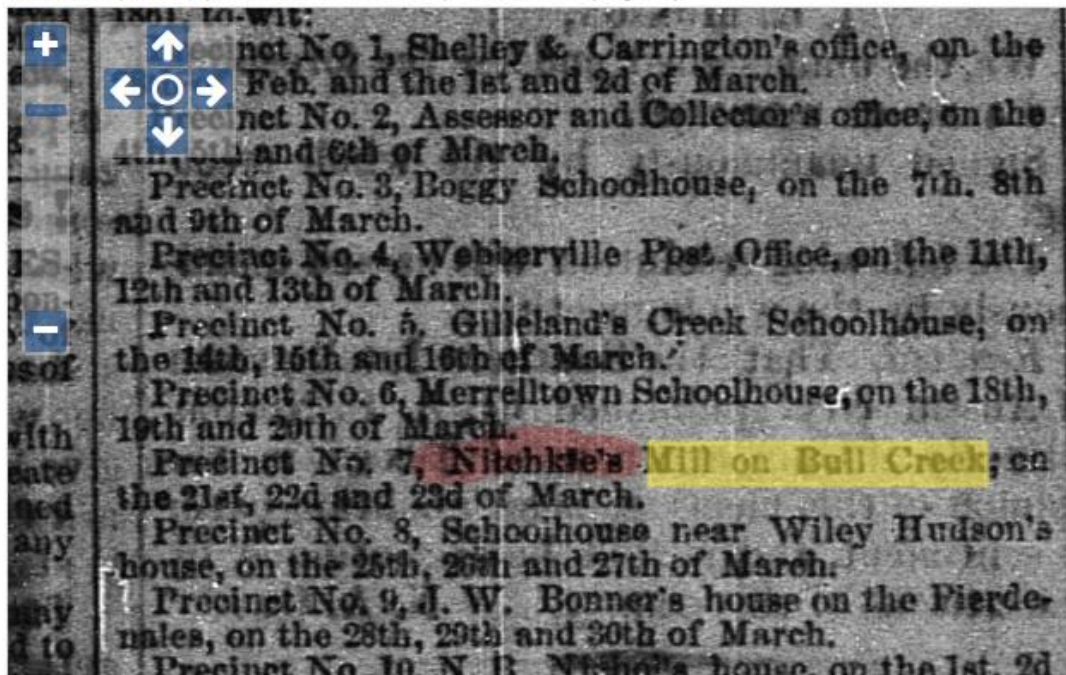 1861, to-wit:
inct No. 1, Shelley & Carrington's office, on the
Feb. and the 1st and 2d of March.
inct No. 2, Assessor and Collector's office, on the
5th and 6th of March.
Precinct No. 3, Boggy Schoolhouse, on the 7th. 8th
and 9th of March.
Precinct No. 4, Webberville Post Office, on the 11th,
12th and 13th of March.
Precinct No. 5, Gilleland's Creek Schoolhouse, on
the 14th, 15th and 16th of March.
Precinct No. 6, Merrelltown Schoolhouse, on the 18th,
19th and 20th of March.
Precinct No. 7, Nitchkie's Mill on Bull Creek; on
the 21st, 22d and 23d of March.
Precinct No. 8, Schoolhouse near Wiley Hudson's
house, on the 25th, 26th and 27th of March.
Precinct No. 9, J. W. Bonner's house on the Pierde-
nales, on the 28th, 29th and 30th of March.
Precinct No. 10, N. B. house, on the 1st, 2d